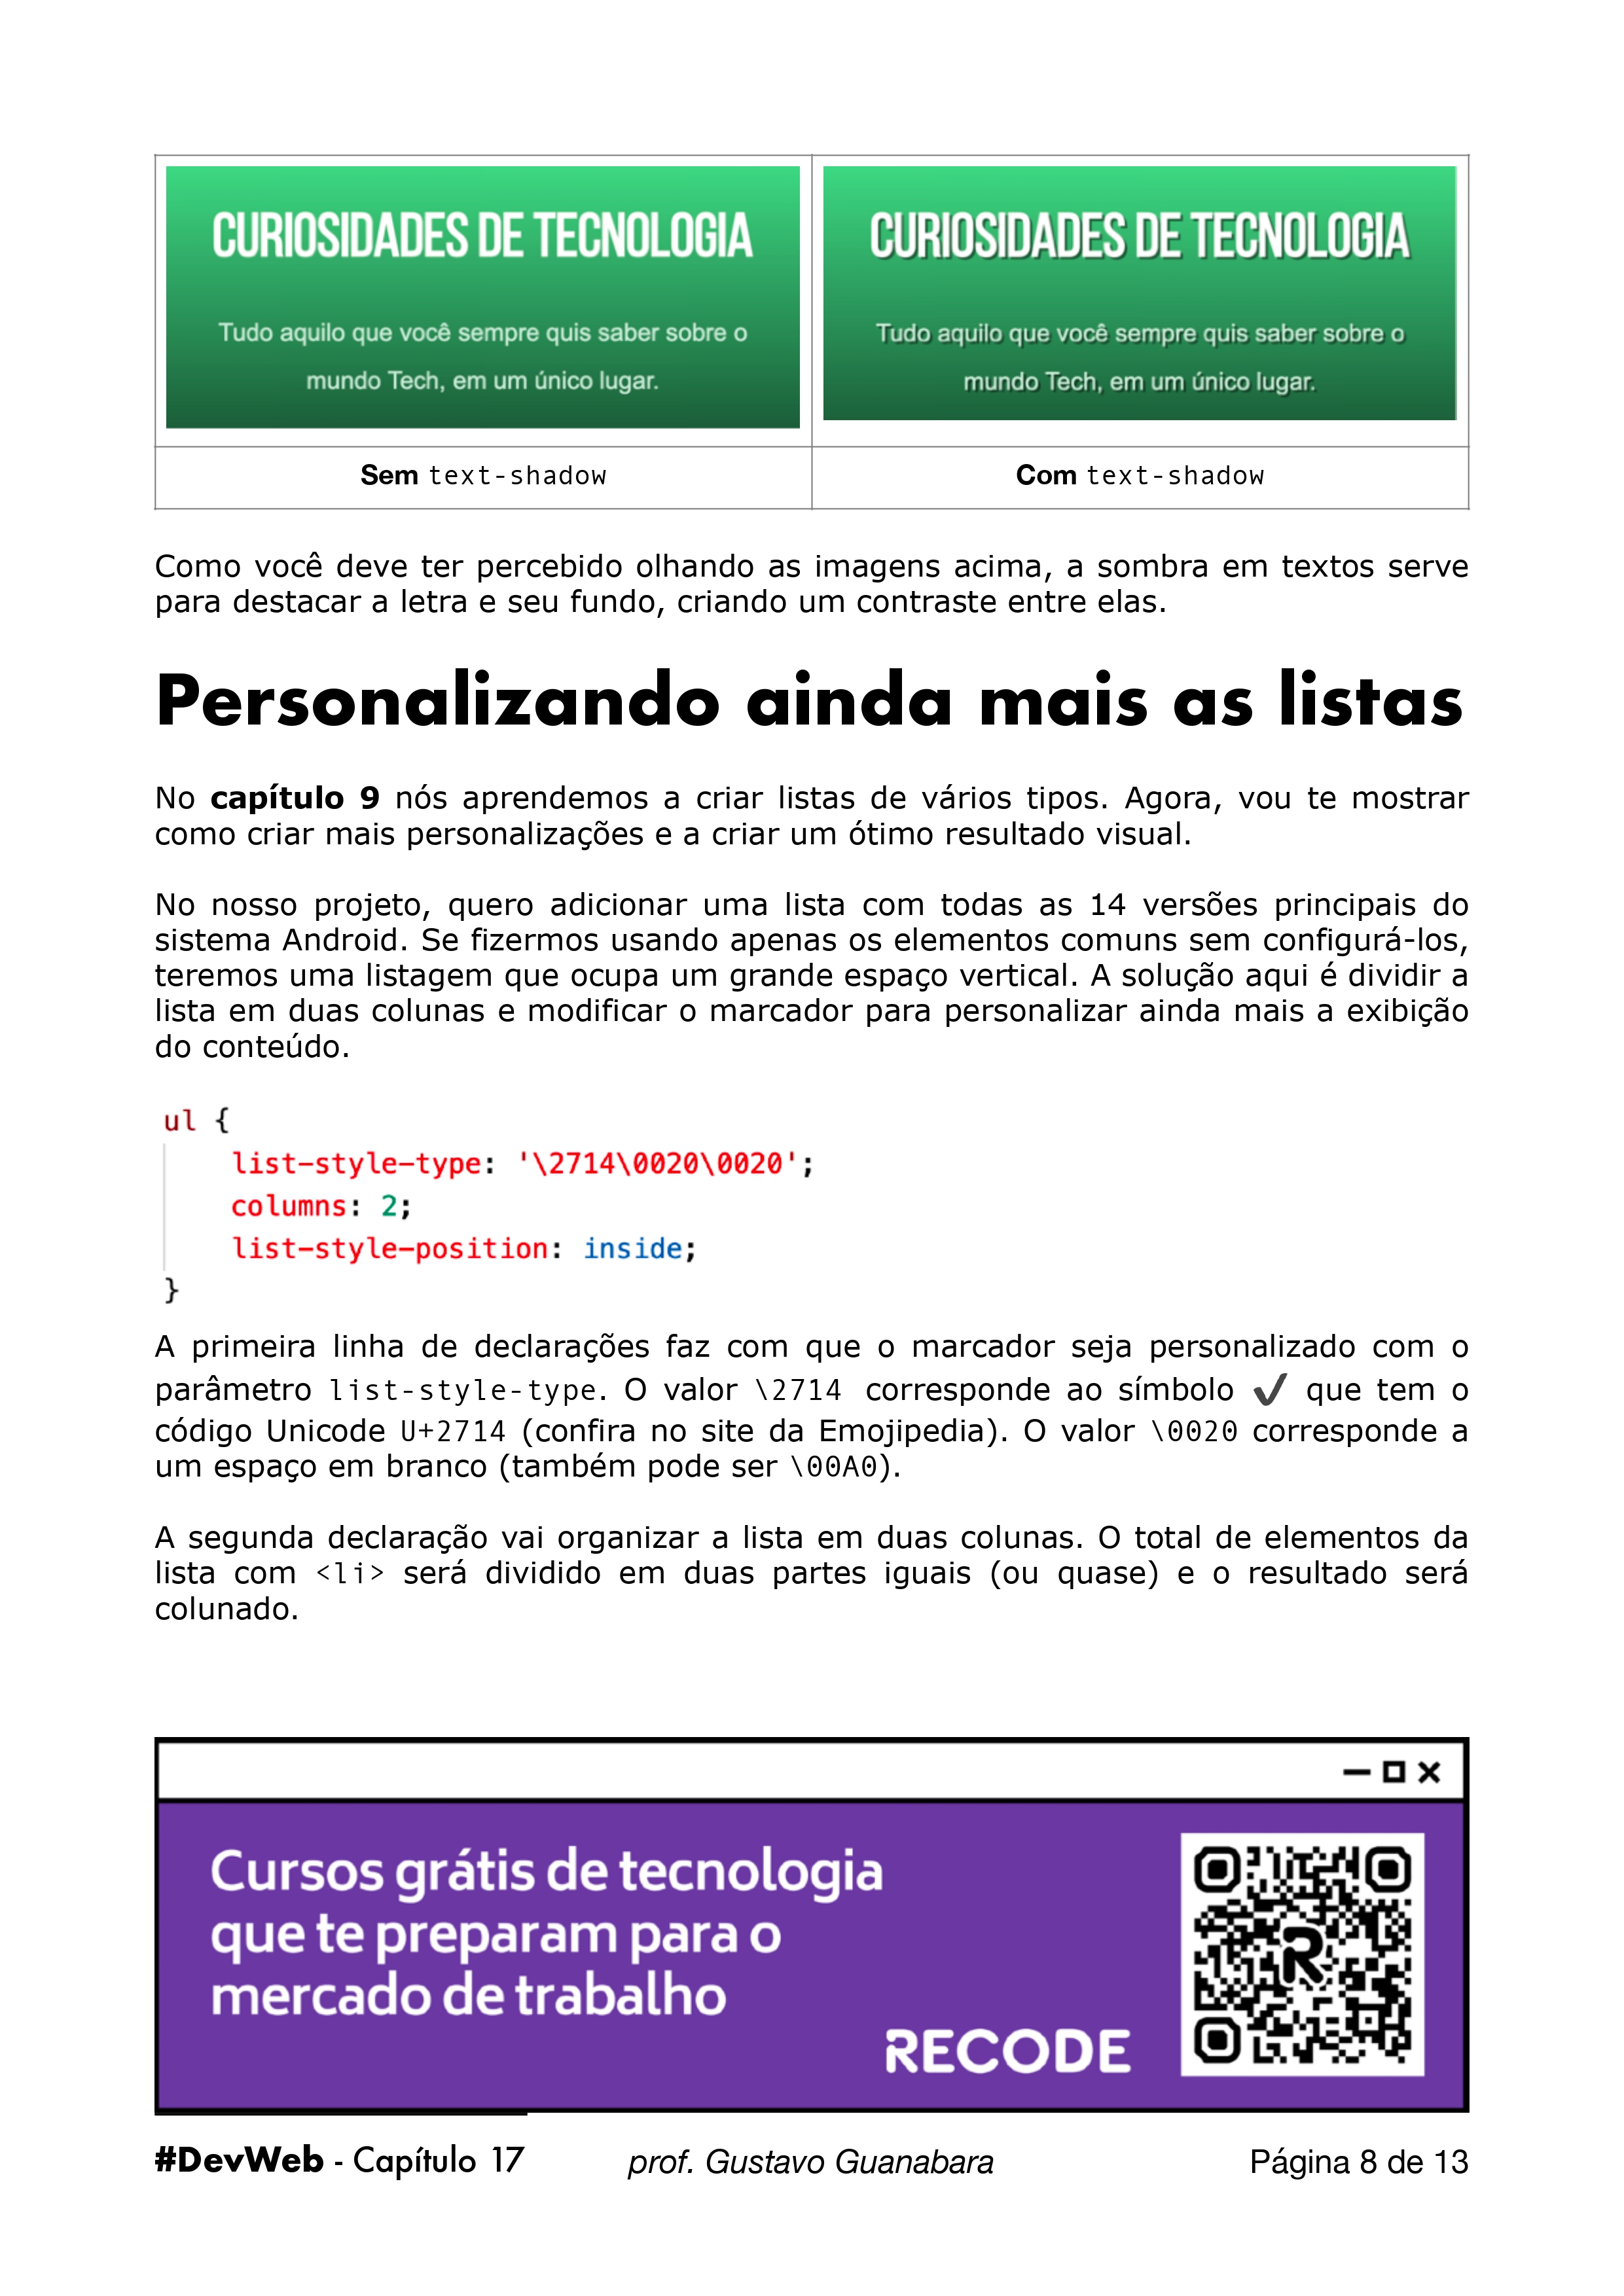 CURIOSIDADES DE TECNOLOGIA
Tudo aquilo que você sempre quis saber sobre o
mundo Tech, em um único lugar.
CURIOSIDADES DE TECNOLOGIA
Tudo aquilo que você sempre quis saber sobre o
mundo Tech, em um único lugar.
Sem text-shadow
Com text-shadow
Como você deve ter percebido olhando as imagens acima, a sombra em textos serve
para destacar a letra e seu fundo, criando um contraste entre elas.
Personalizando ainda mais as listas
No capítulo 9 nós aprendemos a criar listas de vários tipos. Agora, vou te mostrar
como criar mais personalizações e a criar um ótimo resultado visual.
No nosso projeto, quero adicionar uma lista com todas as 14 versões principais do
sistema Android. Se fizermos usando apenas os elementos comuns sem configurá-los,
teremos uma listagem que ocupa um grande espaço vertical. A solução aqui é dividir a
lista em duas colunas e modificar o marcador para personalizar ainda mais a exibição
do conteúdo.
ul {
list-style-type: '\2714\0020\0020';
columns: 2;
list-style-position: inside;
}
A primeira linha de declarações faz com que o marcador seja personalizado com o
parâmetro list-style-type. O valor \2714 corresponde ao símbolo ✔ que tem o
código Unicode U+2714 (confira no site da Emojipedia). O valor \0020 corresponde a
um espaço em branco (também pode ser \00A0).
A segunda declaração vai organizar a lista em duas colunas. O total de elementos da
lista com <li> será dividido em duas partes iguais (ou quase) e o resultado será
colunado.
Cursos grátis de tecnologia
que te preparam para o
mercado de trabalho
RECODE
R
#DevWeb - Capítulo 17 prof. Gustavo Guanabara Página 8 de 13